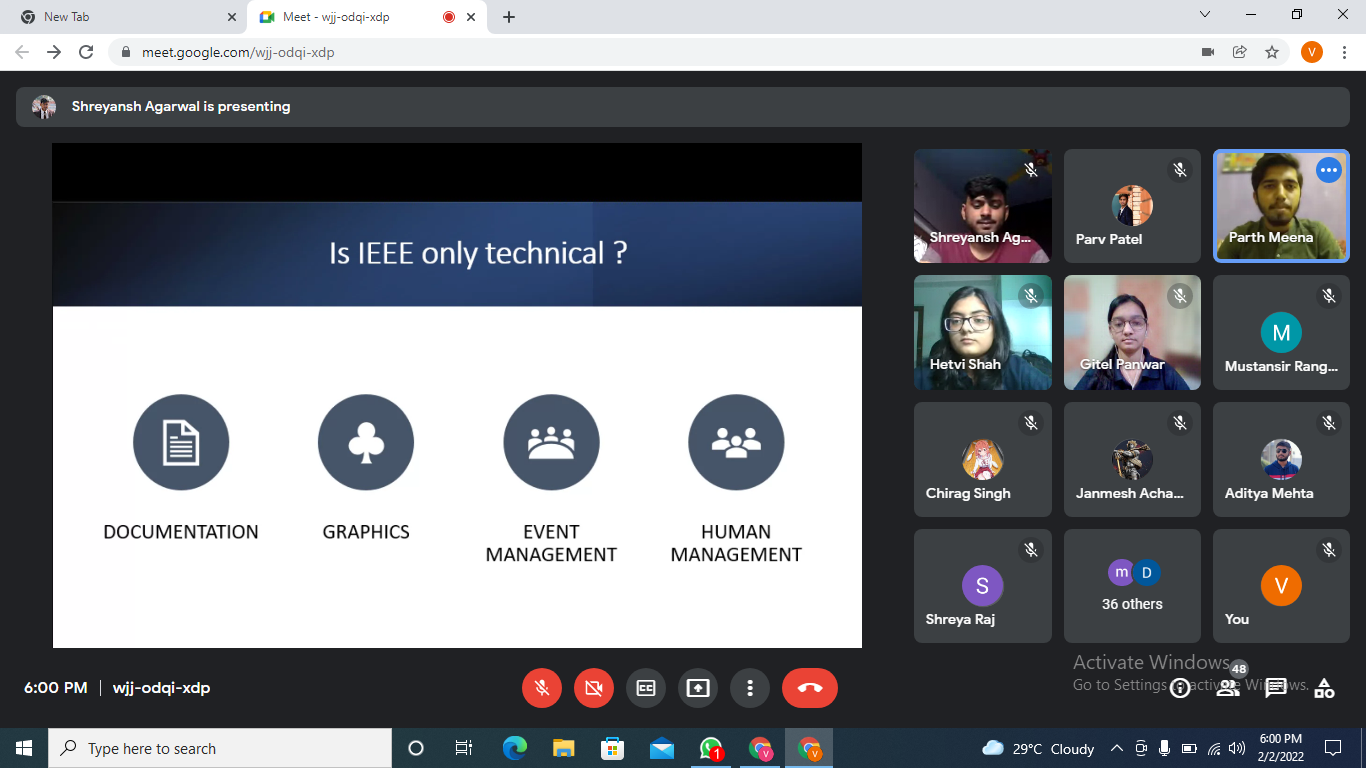 New Tab
Meet - wjj-odqi-xdp
meet.google.com/wjj-odqi-xdp
V
Shreyansh Agarwal is presenting
Is IEEE only technical ?
DOCUMENTATION
GRAPHICS
EVENT
MANAGEMENT
HUMAN
MANAGEMENT
Shreyansh Ag...
Parv Patel
Parth Meena
Hetvi Shah
Gitel Panwar
M
Mustansir Rang...
Chirag Singh
Janmesh Acha...
Aditya Mehta
S
Shreya Raj
m D
36 others
V
You
6:00 PM | wjj-odqi-xdp
CC
Activate Windows
Go to Settings to activate Windows.
48
Type here to search
1
V
V
29°C Cloudy
6:00 PM
2/2/2022